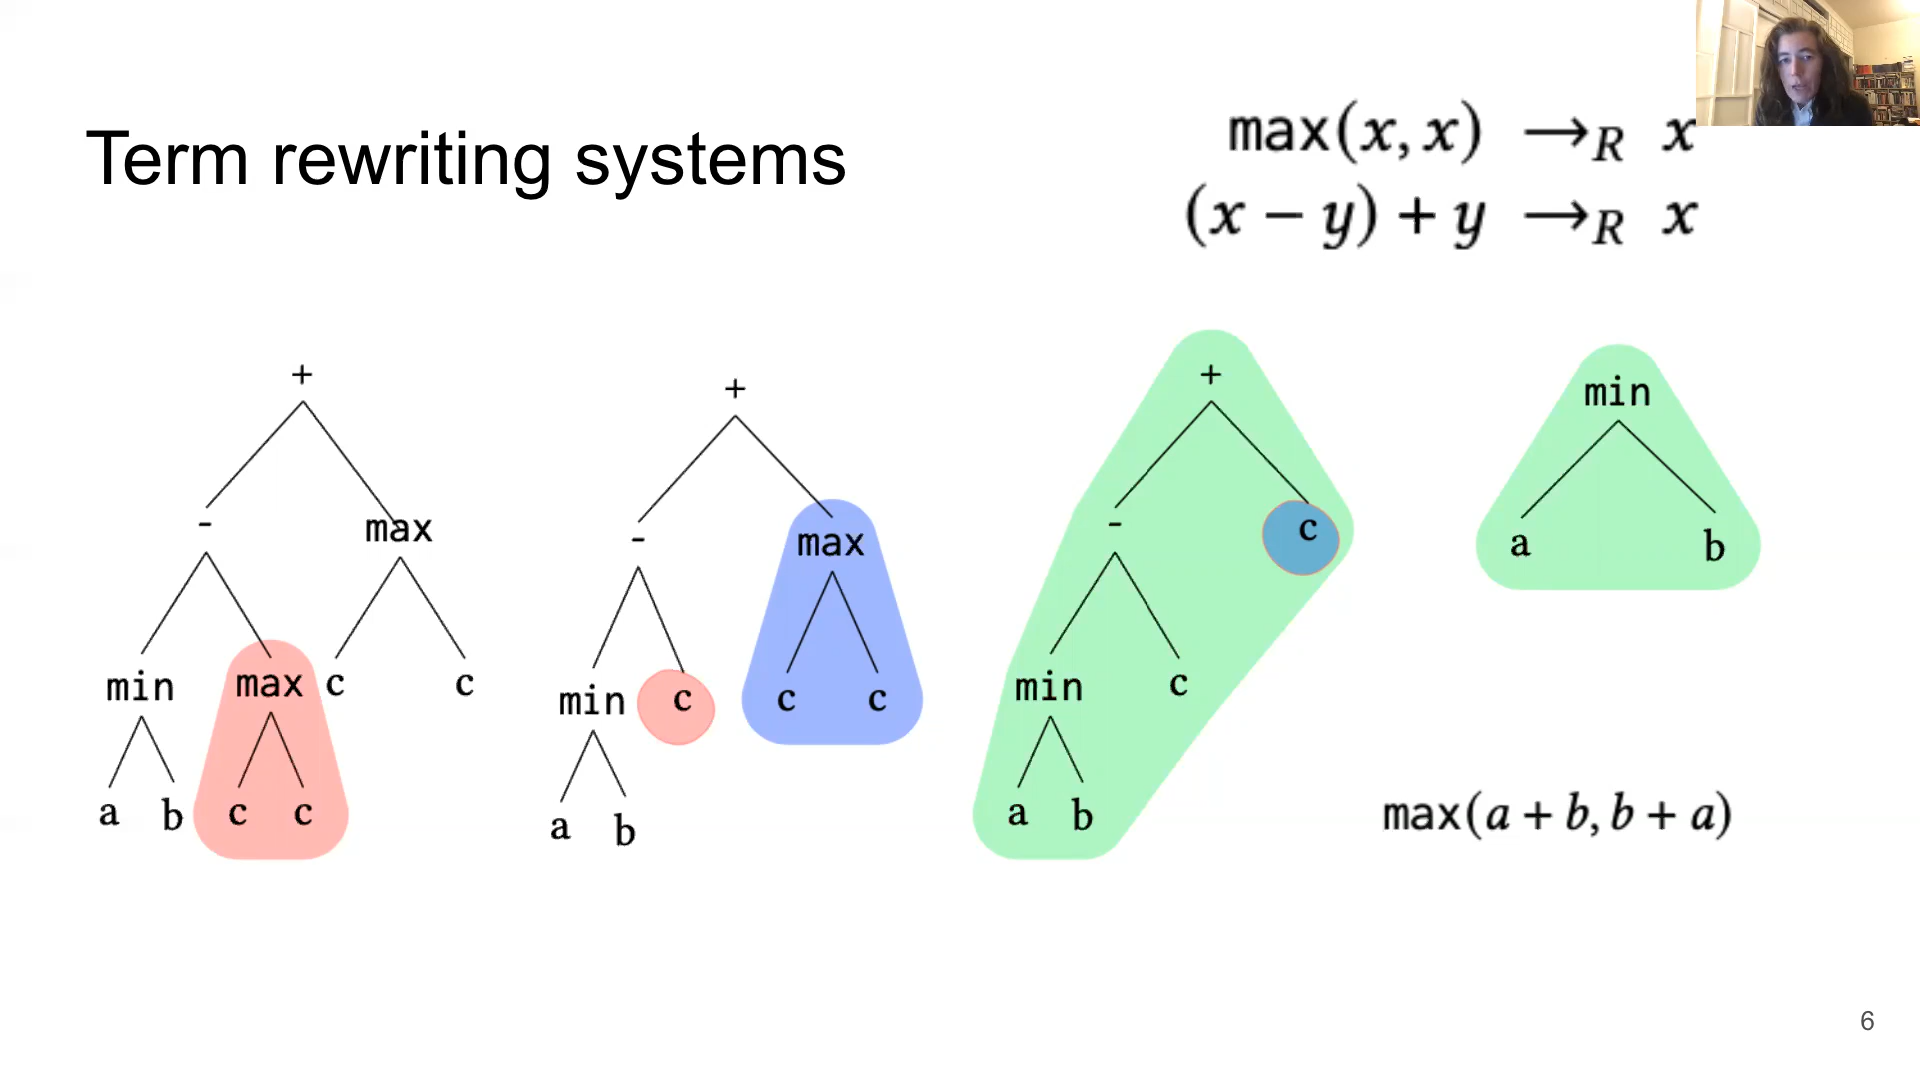 max(x, x) →R x
Term rewriting systems
(x − y) + y →R x
+ + + min
- max - max - c a b
min max c c min c c c min c
a b c c a b a b
max(a + b, b + a)
6